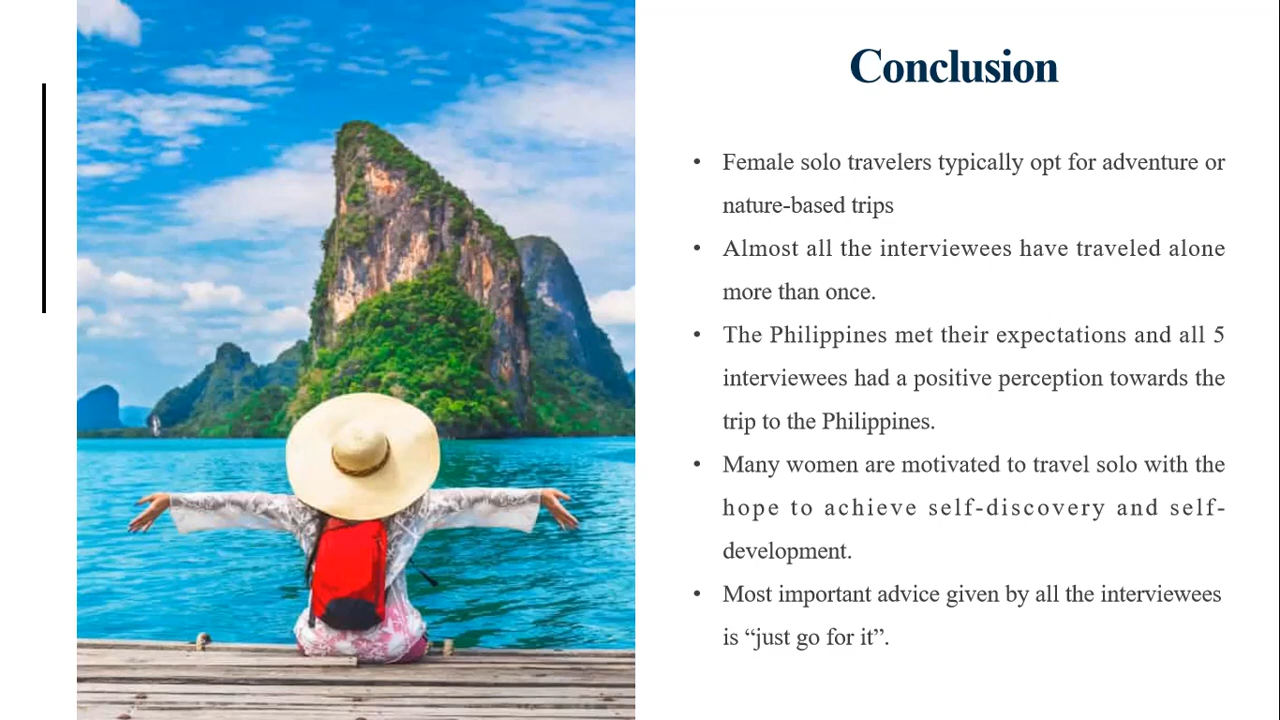 Conclusion
• Female solo travelers typically opt for adventure or
nature-based trips
• Almost all the interviewees have traveled alone
more than once.
• The Philippines met their expectations and all 5
interviewees had a positive perception towards the
trip to the Philippines.
• Many women are motivated to travel solo with the
hope to achieve self-discovery and self-
development.
• Most important advice given by all the interviewees
is “just go for it”.